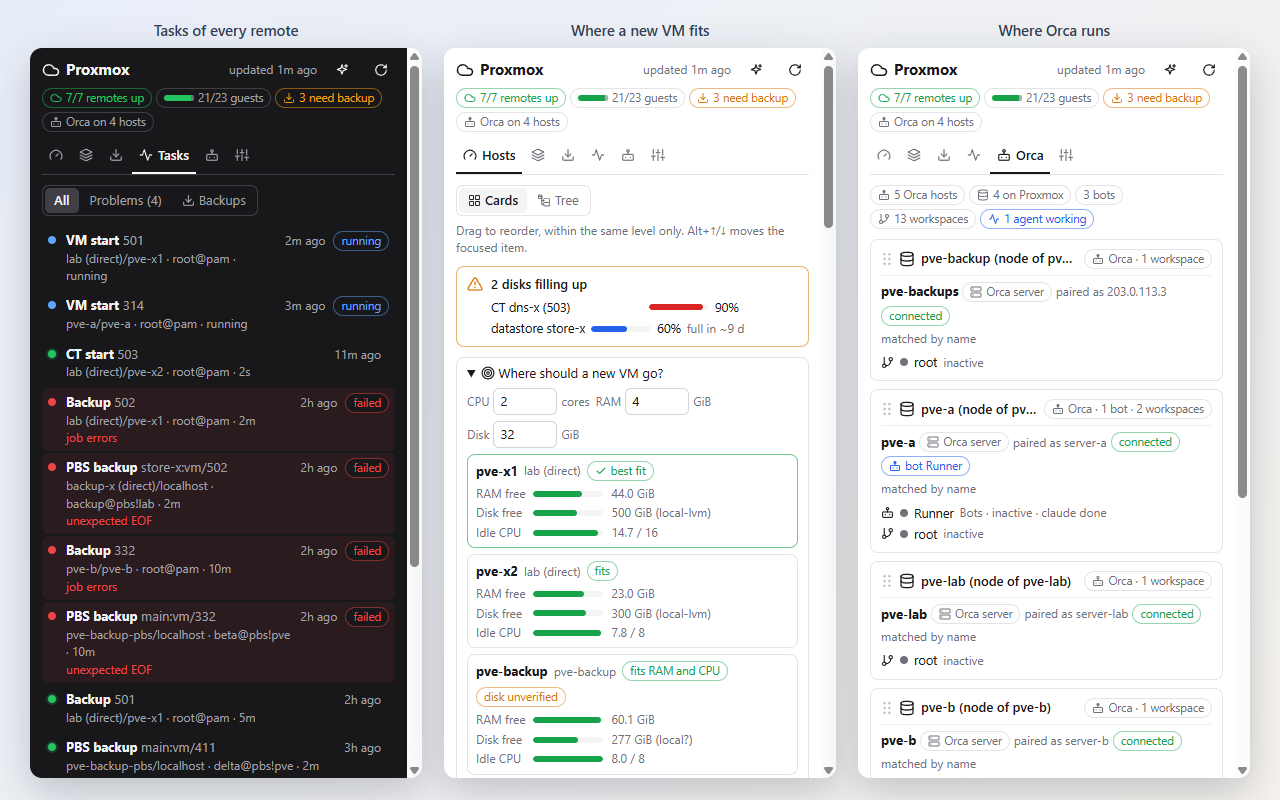 Tasks of every remote
Proxmox
updated 1m ago
7/7 remotes up
21/23 guests
3 need backup
Orca on 4 hosts
Tasks
All
Problems (4)
Backups
VM start 501
2m ago
running
lab (direct)/pve-x1 · root@pam ·
running
VM start 314
3m ago
running
pve-a/pve-a · root@pam · running
CT start 503
11m ago
lab (direct)/pve-x2 · root@pam · 2s
Backup 502
2h ago
failed
lab (direct)/pve-x1 · root@pam · 2m
job errors
PBS backup store-x:vm/502
2h ago
failed
backup-x (direct)/localhost ·
backup@pbs!lab · 2m
unexpected EOF
Backup 332
2h ago
failed
pve-b/pve-b · root@pam · 10m
job errors
PBS backup main:vm/332
2h ago
failed
pve-backup-pbs/localhost · beta@pbs!pve
· 10m
unexpected EOF
Backup 501
2h ago
lab (direct)/pve-x1 · root@pam · 5m
PBS backup main:vm/411
3h ago
pve-backup-pbs/localhost · delta@pbs!pve · 2m
Where a new VM fits
Proxmox
updated 1m ago
7/7 remotes up
21/23 guests
3 need backup
Orca on 4 hosts
Hosts
Cards
Tree
Drag to reorder, within the same level only. Alt+↑/↓ moves the
focused item.
2 disks filling up
CT dns-x (503)
90%
datastore store-x
60% full in ~9 d
▼ Where should a new VM go?
CPU 2 cores RAM 4 GiB
Disk 32 GiB
pve-x1 lab (direct) best fit
RAM free 44.0 GiB
Disk free 500 GiB (local-lvm)
Idle CPU 14.7 / 16
pve-x2 lab (direct) fits
RAM free 23.0 GiB
Disk free 300 GiB (local-lvm)
Idle CPU 7.8 / 8
pve-backup pve-backup fits RAM and CPU
disk unverified
RAM free 60.1 GiB
Disk free 277 GiB (local?)
Idle CPU 8.0 / 8
Where Orca runs
Proxmox
updated 1m ago
7/7 remotes up
21/23 guests
3 need backup
Orca on 4 hosts
Orca
5 Orca hosts
4 on Proxmox
3 bots
13 workspaces
1 agent working
pve-backup (node of pv...
Orca · 1 workspace
pve-backups Orca server paired as 203.0.113.3
connected
matched by name
root inactive
pve-a (node of pv...
Orca · 1 bot · 2 workspaces
pve-a Orca server paired as server-a connected
bot Runner
matched by name
Runner Bots · inactive · claude done
root inactive
pve-lab (node of pve-lab)
Orca · 1 workspace
pve-lab Orca server paired as server-lab connected
matched by name
root inactive
pve-b (node of pve-b)
Orca · 1 workspace
pve-b Orca server paired as server-b connected
matched by name